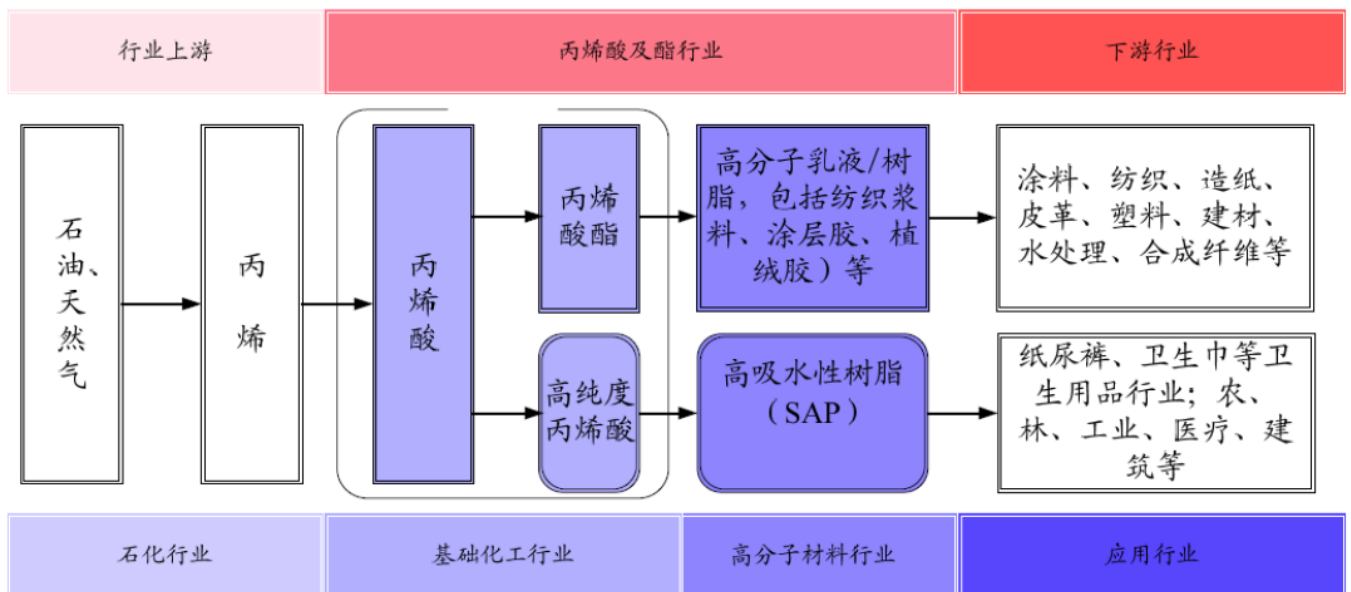 行业上游
丙烯酸及酯行业
下游行业
石
油、
天
然
气
丙
烯
丙
烯
酸
丙烯
酸酯
高纯度
丙烯酸
高分子乳液/树
脂，包括纺织浆
料、涂层胶、植
绒胶）等
高吸水性树脂
（SAP）
涂料、纺织、造纸、
皮革、塑料、建材、
水处理、合成纤维等
纸尿裤、卫生巾等卫
生用品行业；农、
林、工业、医疗、建
筑等
石化行业
基础化工行业
高分子材料行业
应用行业